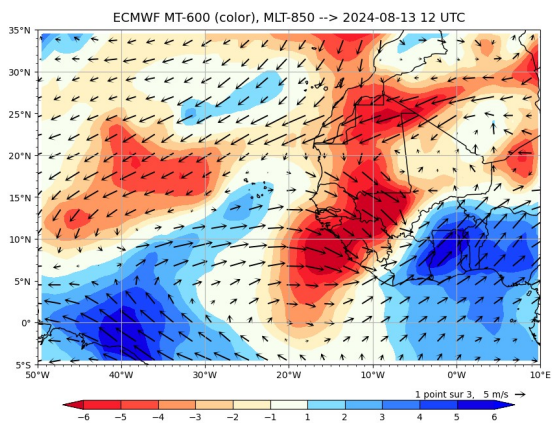 ECMWF MT-600 (color), MLT-850 --> 2024-08-13 12 UTC
35°N
30°N
25°N
20°N
15°N
10°N
5°N
0°
5°S
50°W 40°W 30°W 20°W 10°W 0°W 10°E
1 point sur 3, 5 m/s
−6 −5 −4 −3 −2 −1 1 2 3 4 5 6